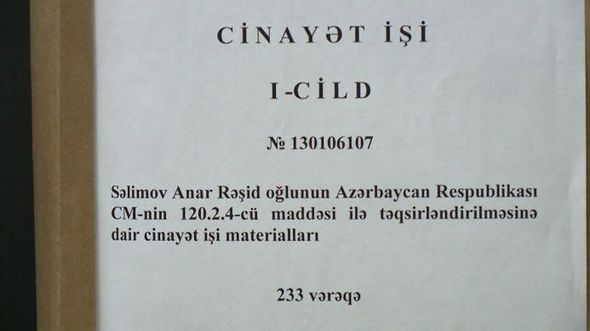 CİNAYƏT İŞİ
I-CİLD
№ 130106107
Səlimov Anar Rəşid oğlunun Azərbaycan Respublikası
CM-nin 120.2.4-cü maddəsi ilə təqsirləndirilməsinə
dair cinayət işi materialları
233 vərəqə